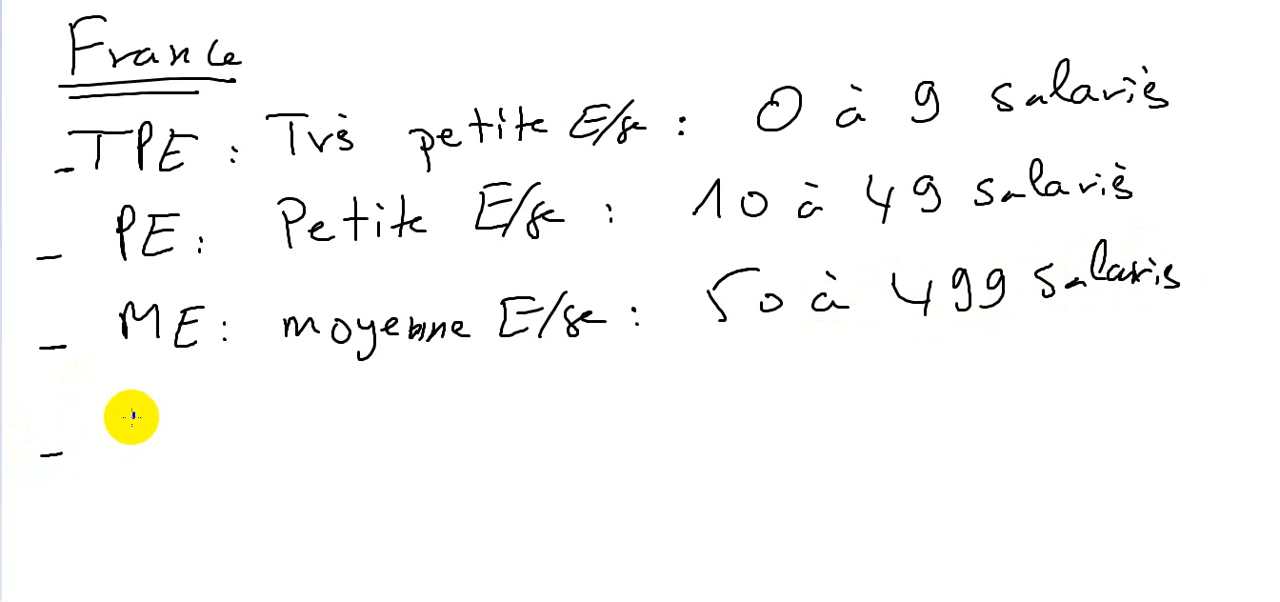 France
- TPE : Très petite E/se : 0 à 9 salariés
- PE : Petite E/se : 10 à 49 salariés
- ME : moyenne E/se : 50 à 499 salariés
-